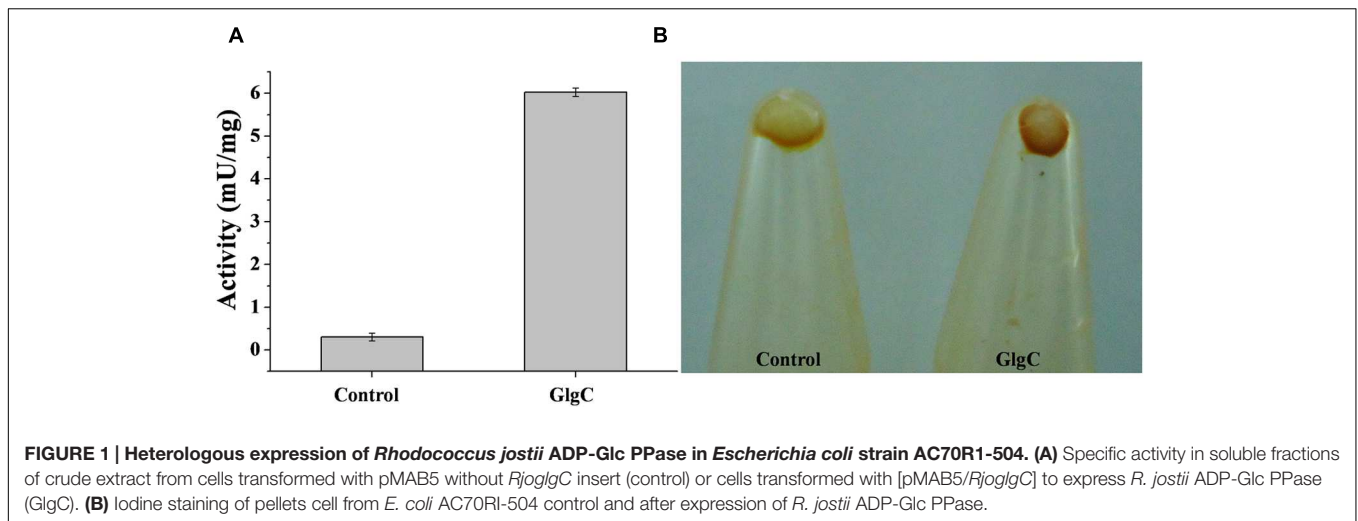 A
B
Activity (mU/mg)
6
5
4
3
2
1
0
Control
GlgC
Control
GlgC
FIGURE 1 | Heterologous expression of Rhodococcus jostii ADP-Glc PPase in Escherichia coli strain AC70R1-504. (A) Specific activity in soluble fractions
of crude extract from cells transformed with pMAB5 without RjoglgC insert (control) or cells transformed with [pMAB5/RjoglgC] to express R. jostii ADP-Glc PPase
(GlgC). (B) Iodine staining of pellets cell from E. coli AC70RI-504 control and after expression of R. jostii ADP-Glc PPase.